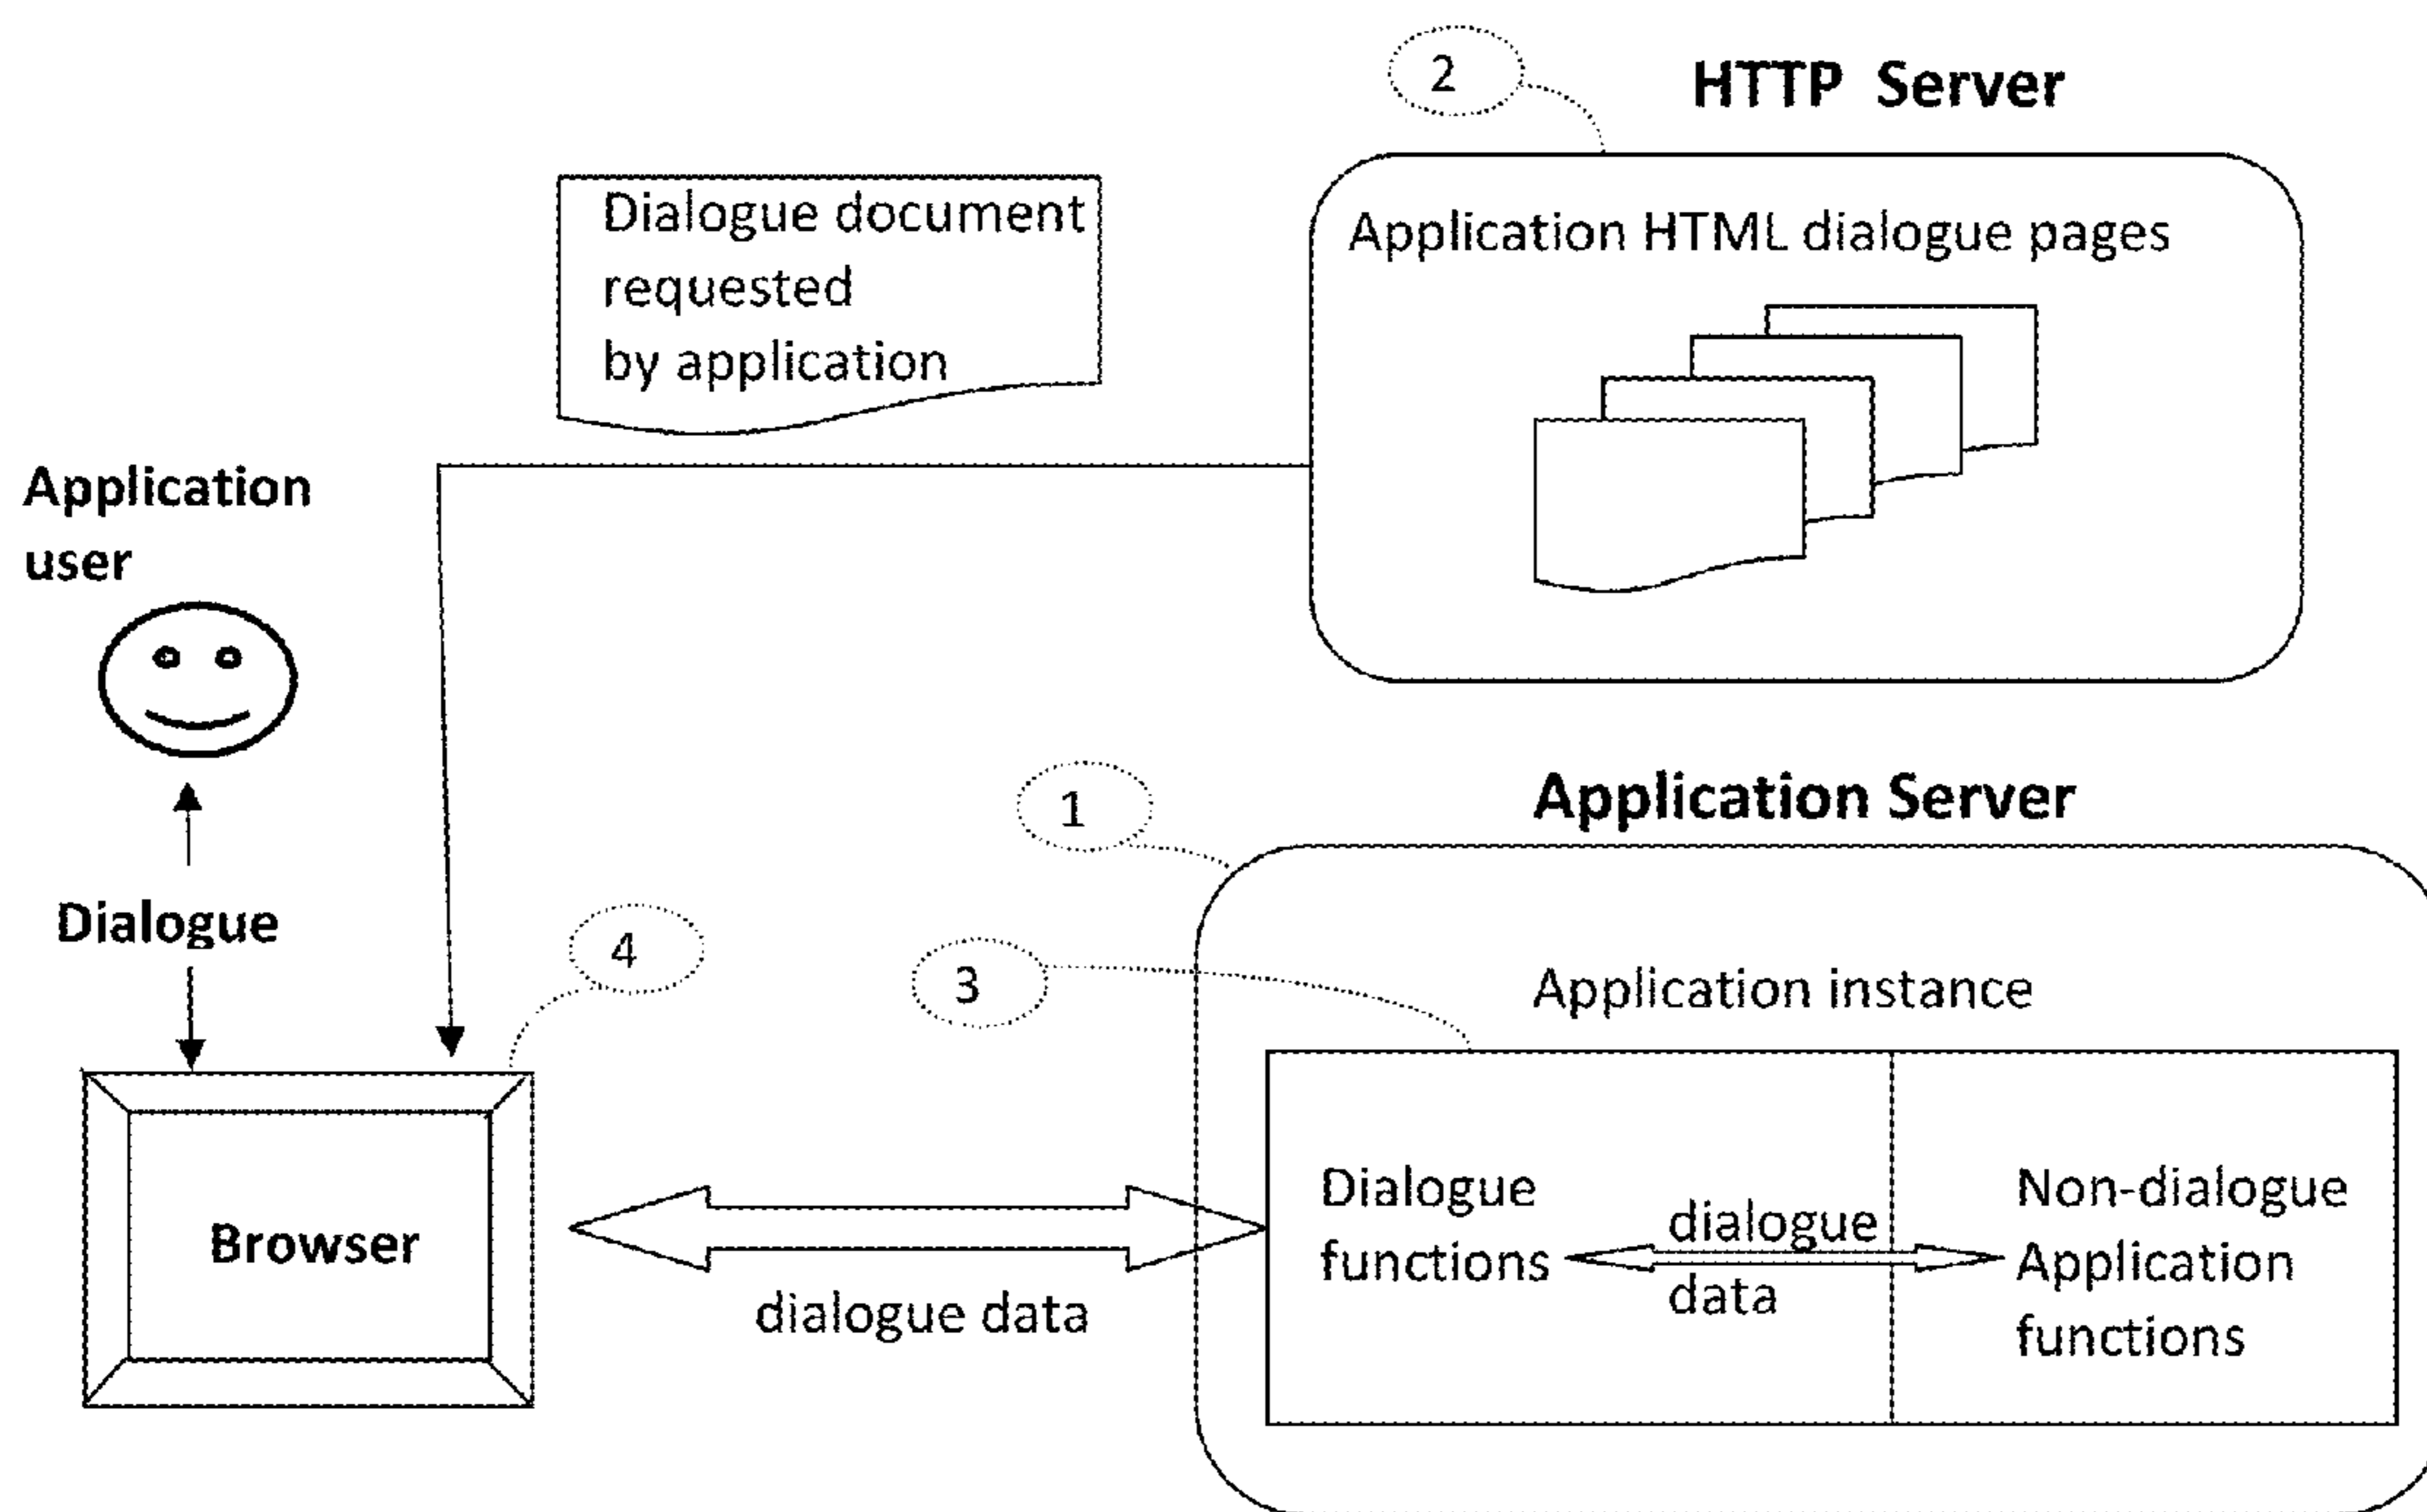 2
HTTP  Server
Dialogue document
requested
by application
Application HTML dialogue pages
Application
user
1
Application Server
Dialogue
4
3
Application instance
Browser
dialogue data
Dialogue
functions
dialogue
data
Non-dialogue
Application
functions